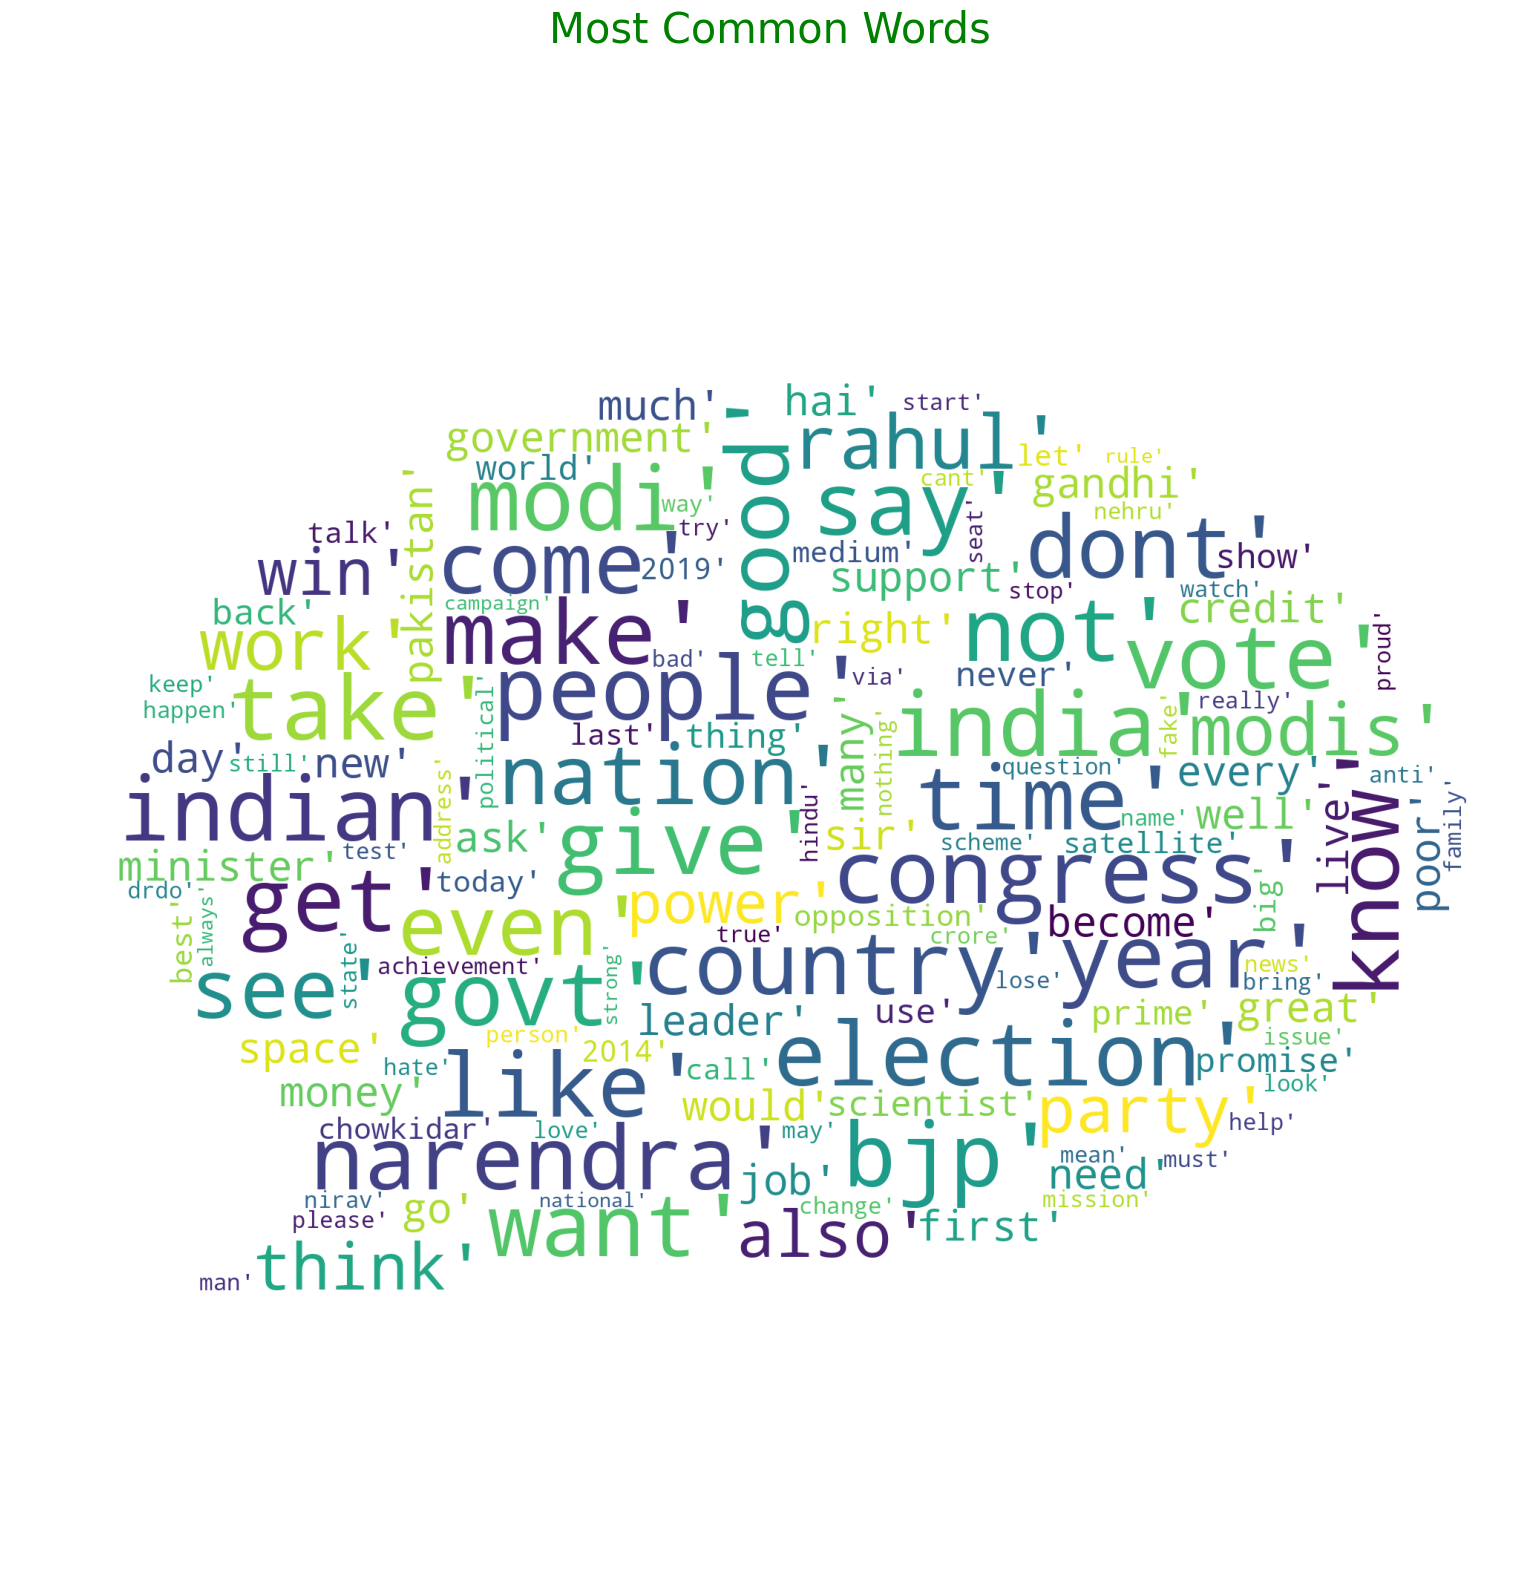 Most Common Words
much'
hai'
start'
government'
rahul'
world'
let'
rule'
modi'
good'
say'
cant'
gandhi'
way'
nehru'
talk'
pakistan'
try'
seat'
dont'
win'
come'
2019'
medium'
show'
support'
stop'
watch'
back'
campaign'
credit'
work'
make'
right'
not'
vote'
proud'
bad'
tell'
keep'
take'
people'
via'
never'
happen'
political'
india'
really'
last'
thing'
many'
nothing'
fake'
modis'
day'
still'
new'
nation'
question'
every'
anti'
know'
indian'
address'
time'
family'
ask'
give'
hindu'
sir'
name'
well'
live'
poor'
minister'
test'
scheme'
satellite'
drdo'
get'
today'
congress'
best'
always'
even'
power'
opposition'
become'
big'
state'
true'
crore'
country'
year'
achievement'
news'
see'
govt'
strong'
lose'
bring'
use'
prime'
great'
leader'
person'
space'
2014'
election'
issue'
hate'
like'
call'
promise'
money'
look'
would'
scientist'
party'
chowkidar'
love'
may'
help'
narendra'
bjp'
mean'
must'
job'
need'
nirav'
national'
go'
change'
mission'
please'
want'
also'
first'
think'
man'